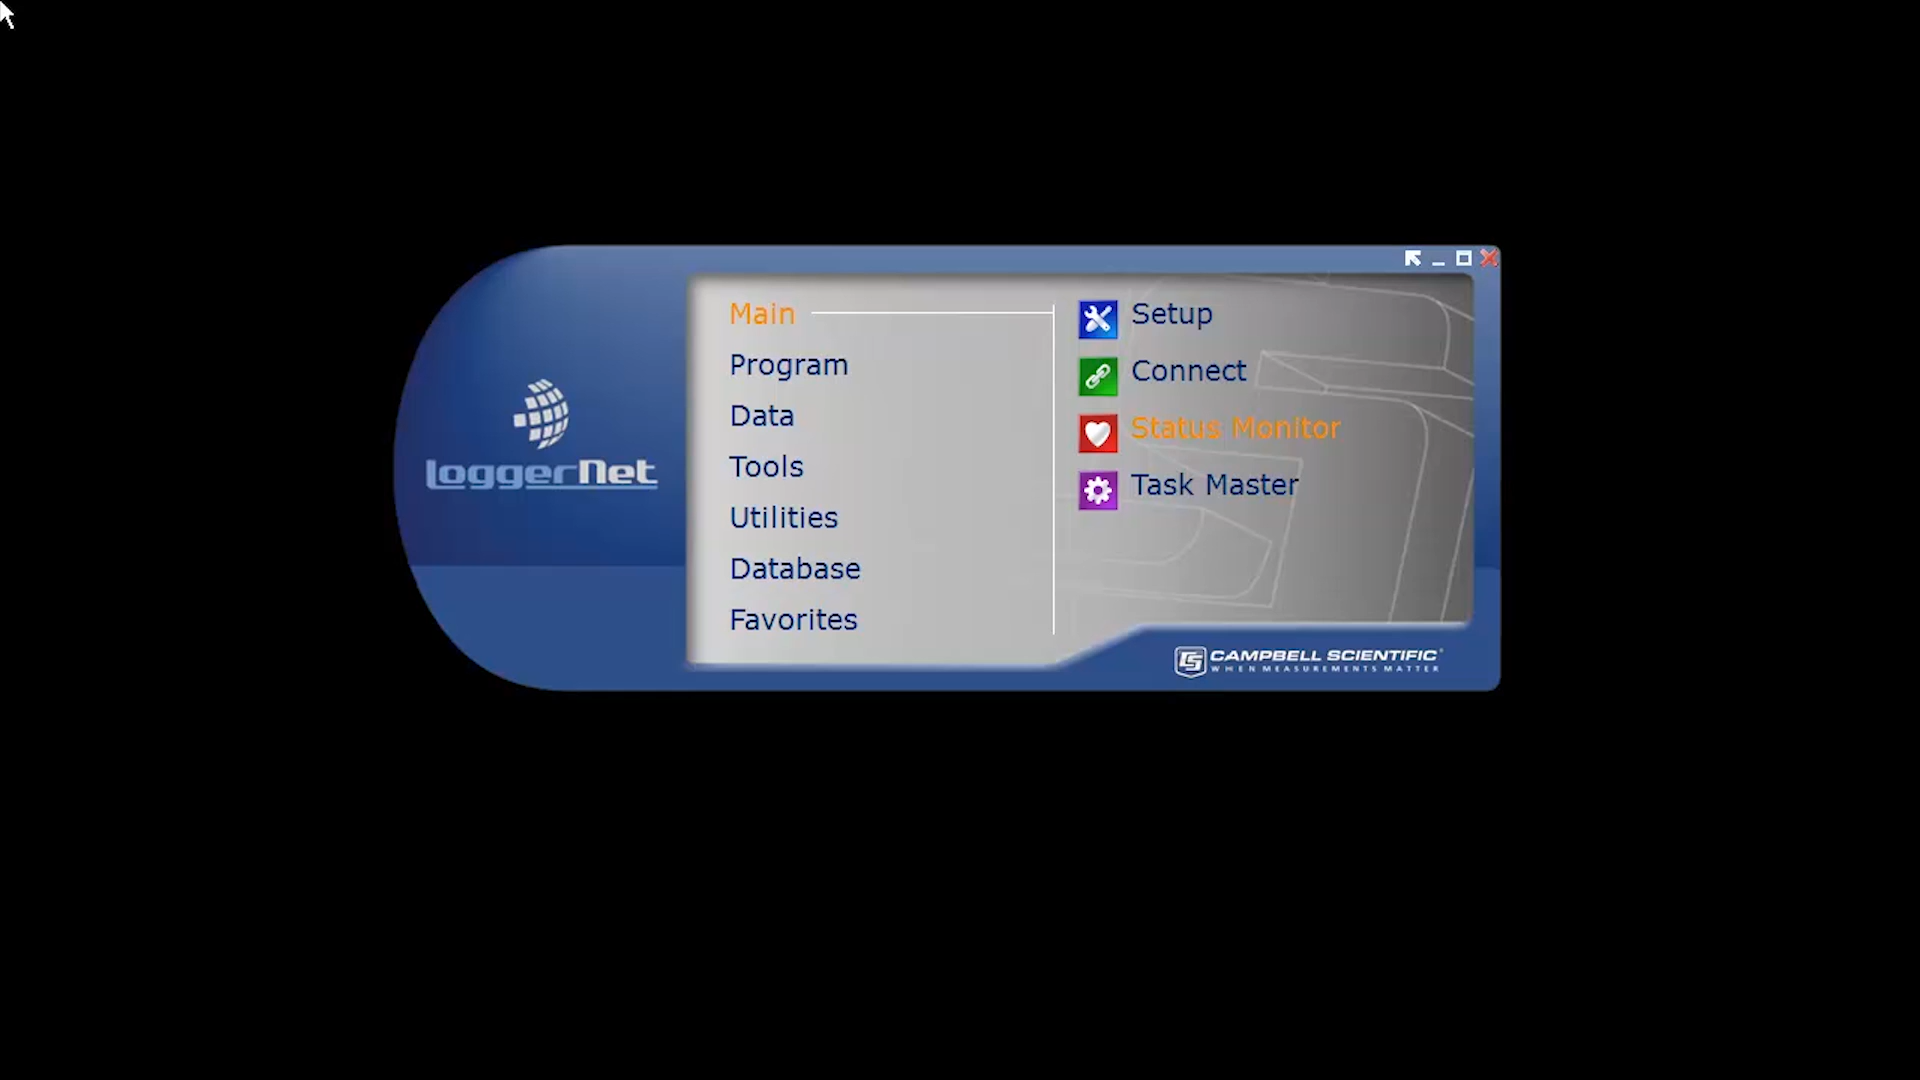 Main
Program
Data
Tools
Utilities
Database
Favorites
Setup
Connect
Status Monitor
Task Master
LoggerNet
CAMPBELL SCIENTIFIC
WHEN MEASUREMENTS MATTER